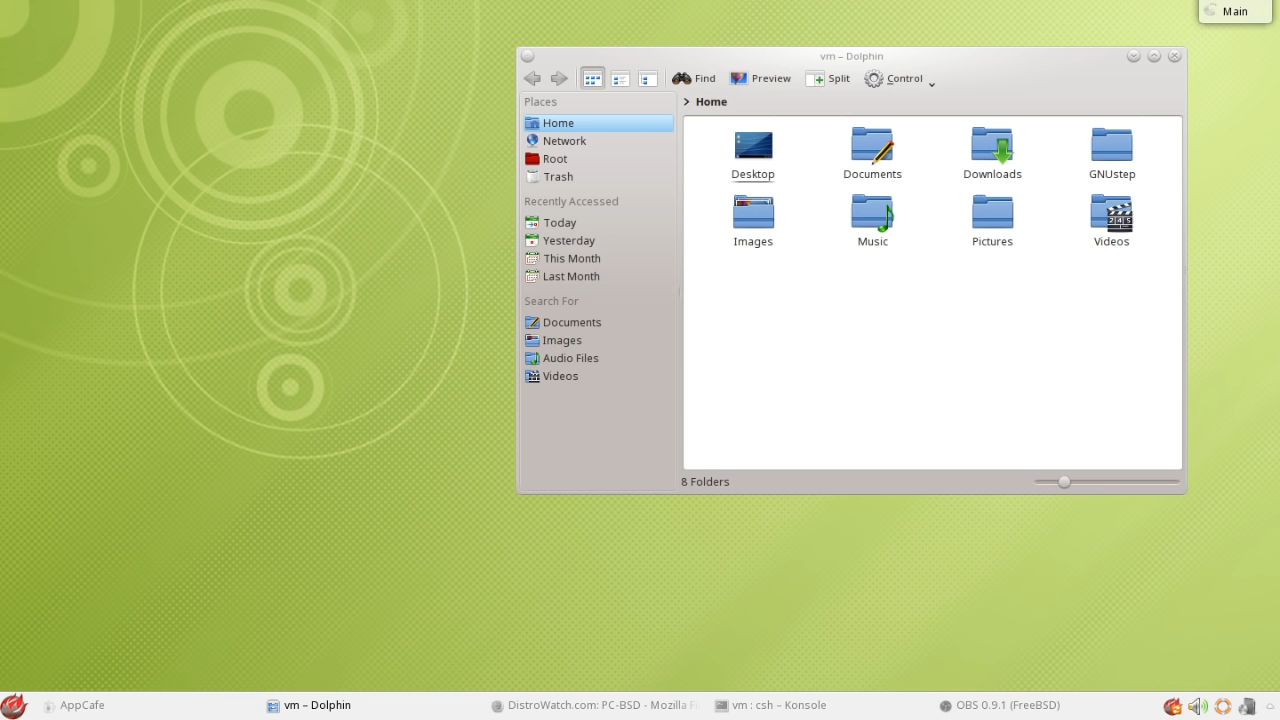 Main
vm – Dolphin
Find Preview Split Control
Places
Home
Network
Root
Trash
Recently Accessed
Today
Yesterday
This Month
Last Month
Search For
Documents
Images
Audio Files
Videos
Home
Desktop Documents Downloads GNUstep
Images Music Pictures Videos
8 Folders
AppCafe vm – Dolphin DistroWatch.com: PC-BSD - Mozilla vm : csh – Konsole OBS 0.9.1 (FreeBSD)